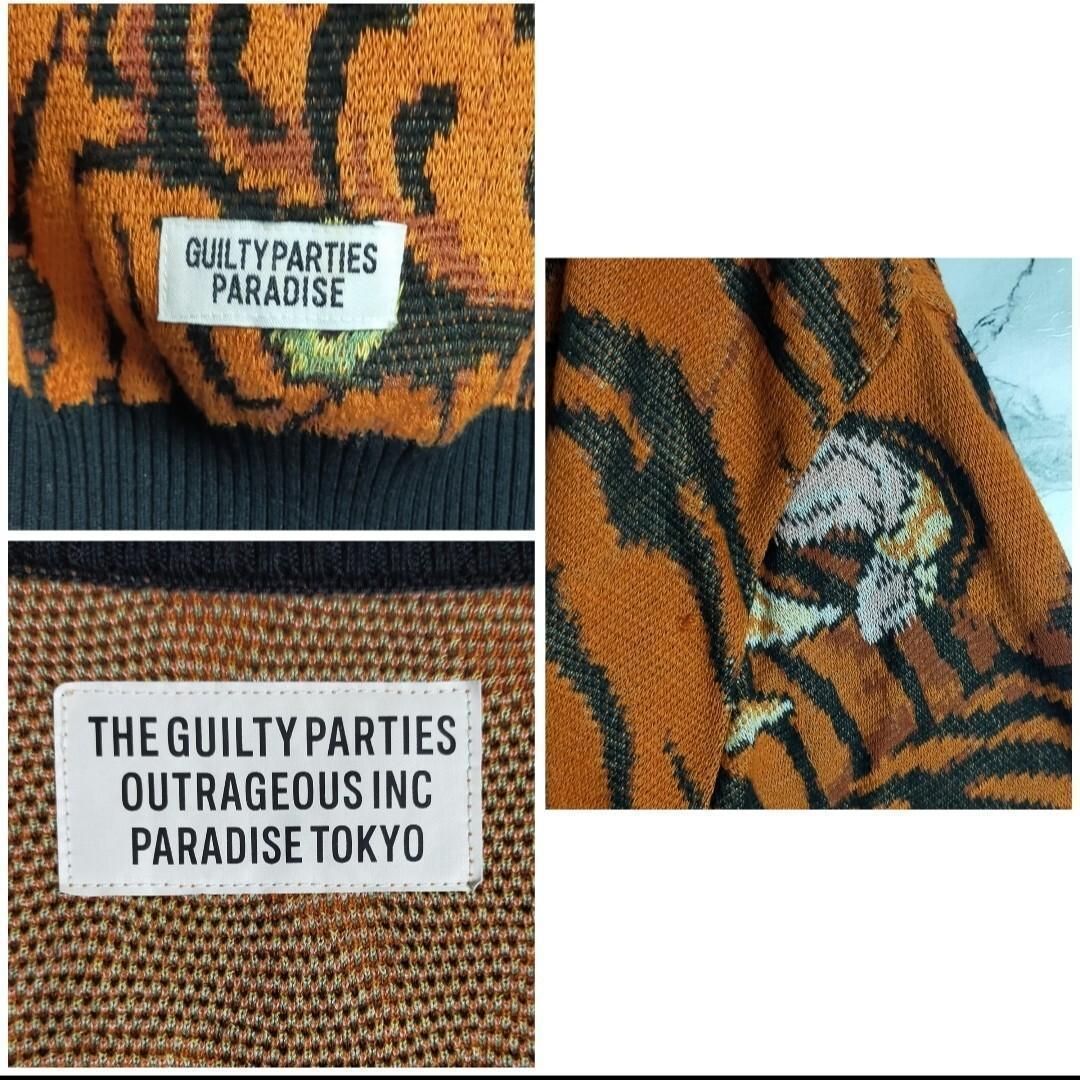 GUILTY PARTIES
PARADISE
THE GUILTY PARTIES
OUTRAGEOUS INC
PARADISE TOKYO